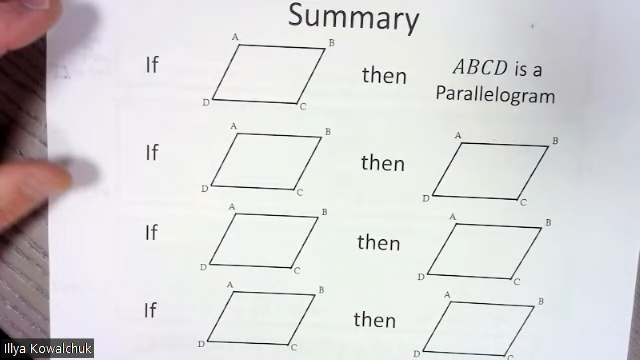 Summary
If A B C D then ABCD is a
Parallelogram
If A B C D then A B C D
If A B C D then A B C D
If A B C D then A B C D
Illya Kowalchuk